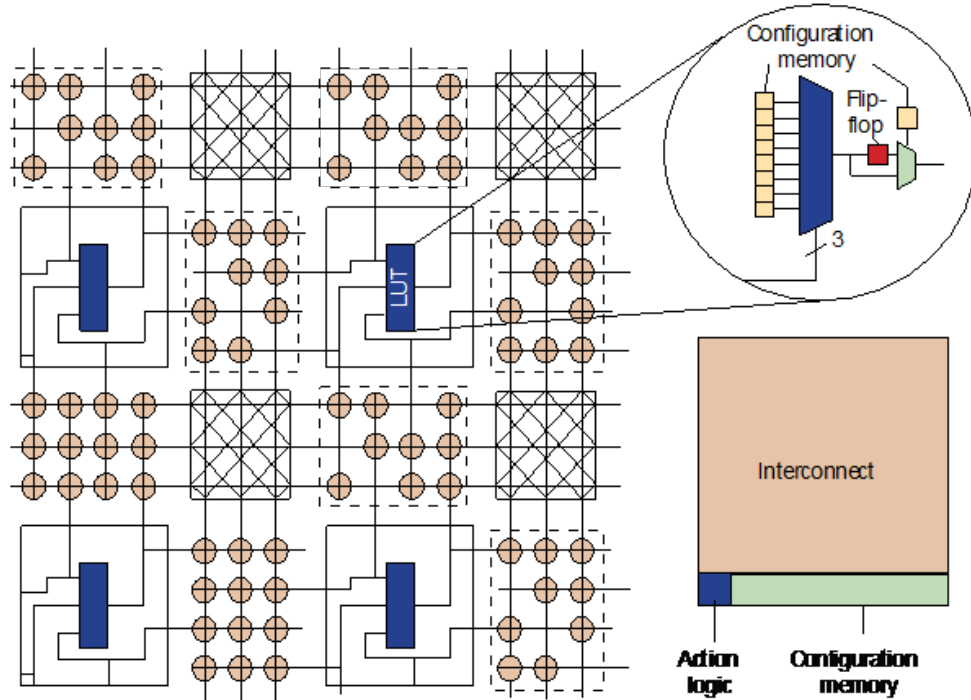 Configuration
memory
Flip-
flop
3
LUT
Interconnect
Action
logic
Configuration
memory